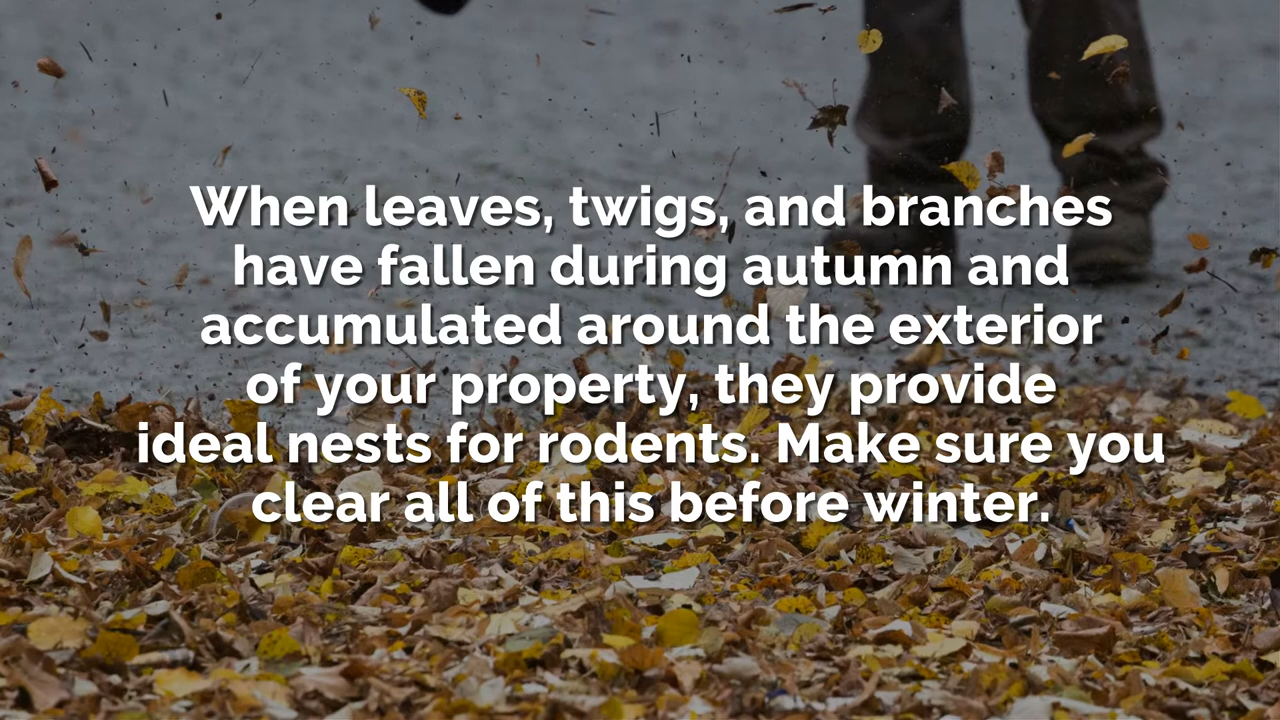 When leaves, twigs, and branches
have fallen during autumn and
accumulated around the exterior
of your property, they provide
ideal nests for rodents. Make sure you
clear all of this before winter.